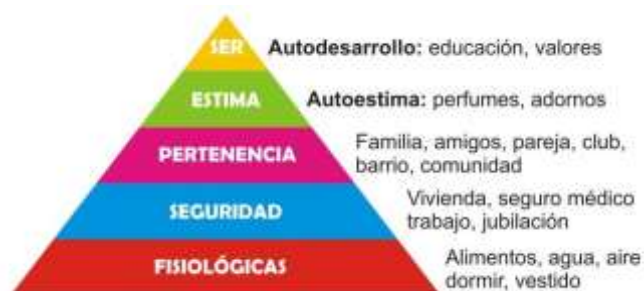 SER
Autodesarrollo: educación, valores
ESTIMA
Autoestima: perfumes, adornos
PERTENENCIA
Familia, amigos, pareja, club,
barrio, comunidad
SEGURIDAD
Vivienda, seguro médico
trabajo, jubilación
FISIOLÓGICAS
Alimentos, agua, aire
dormir, vestido